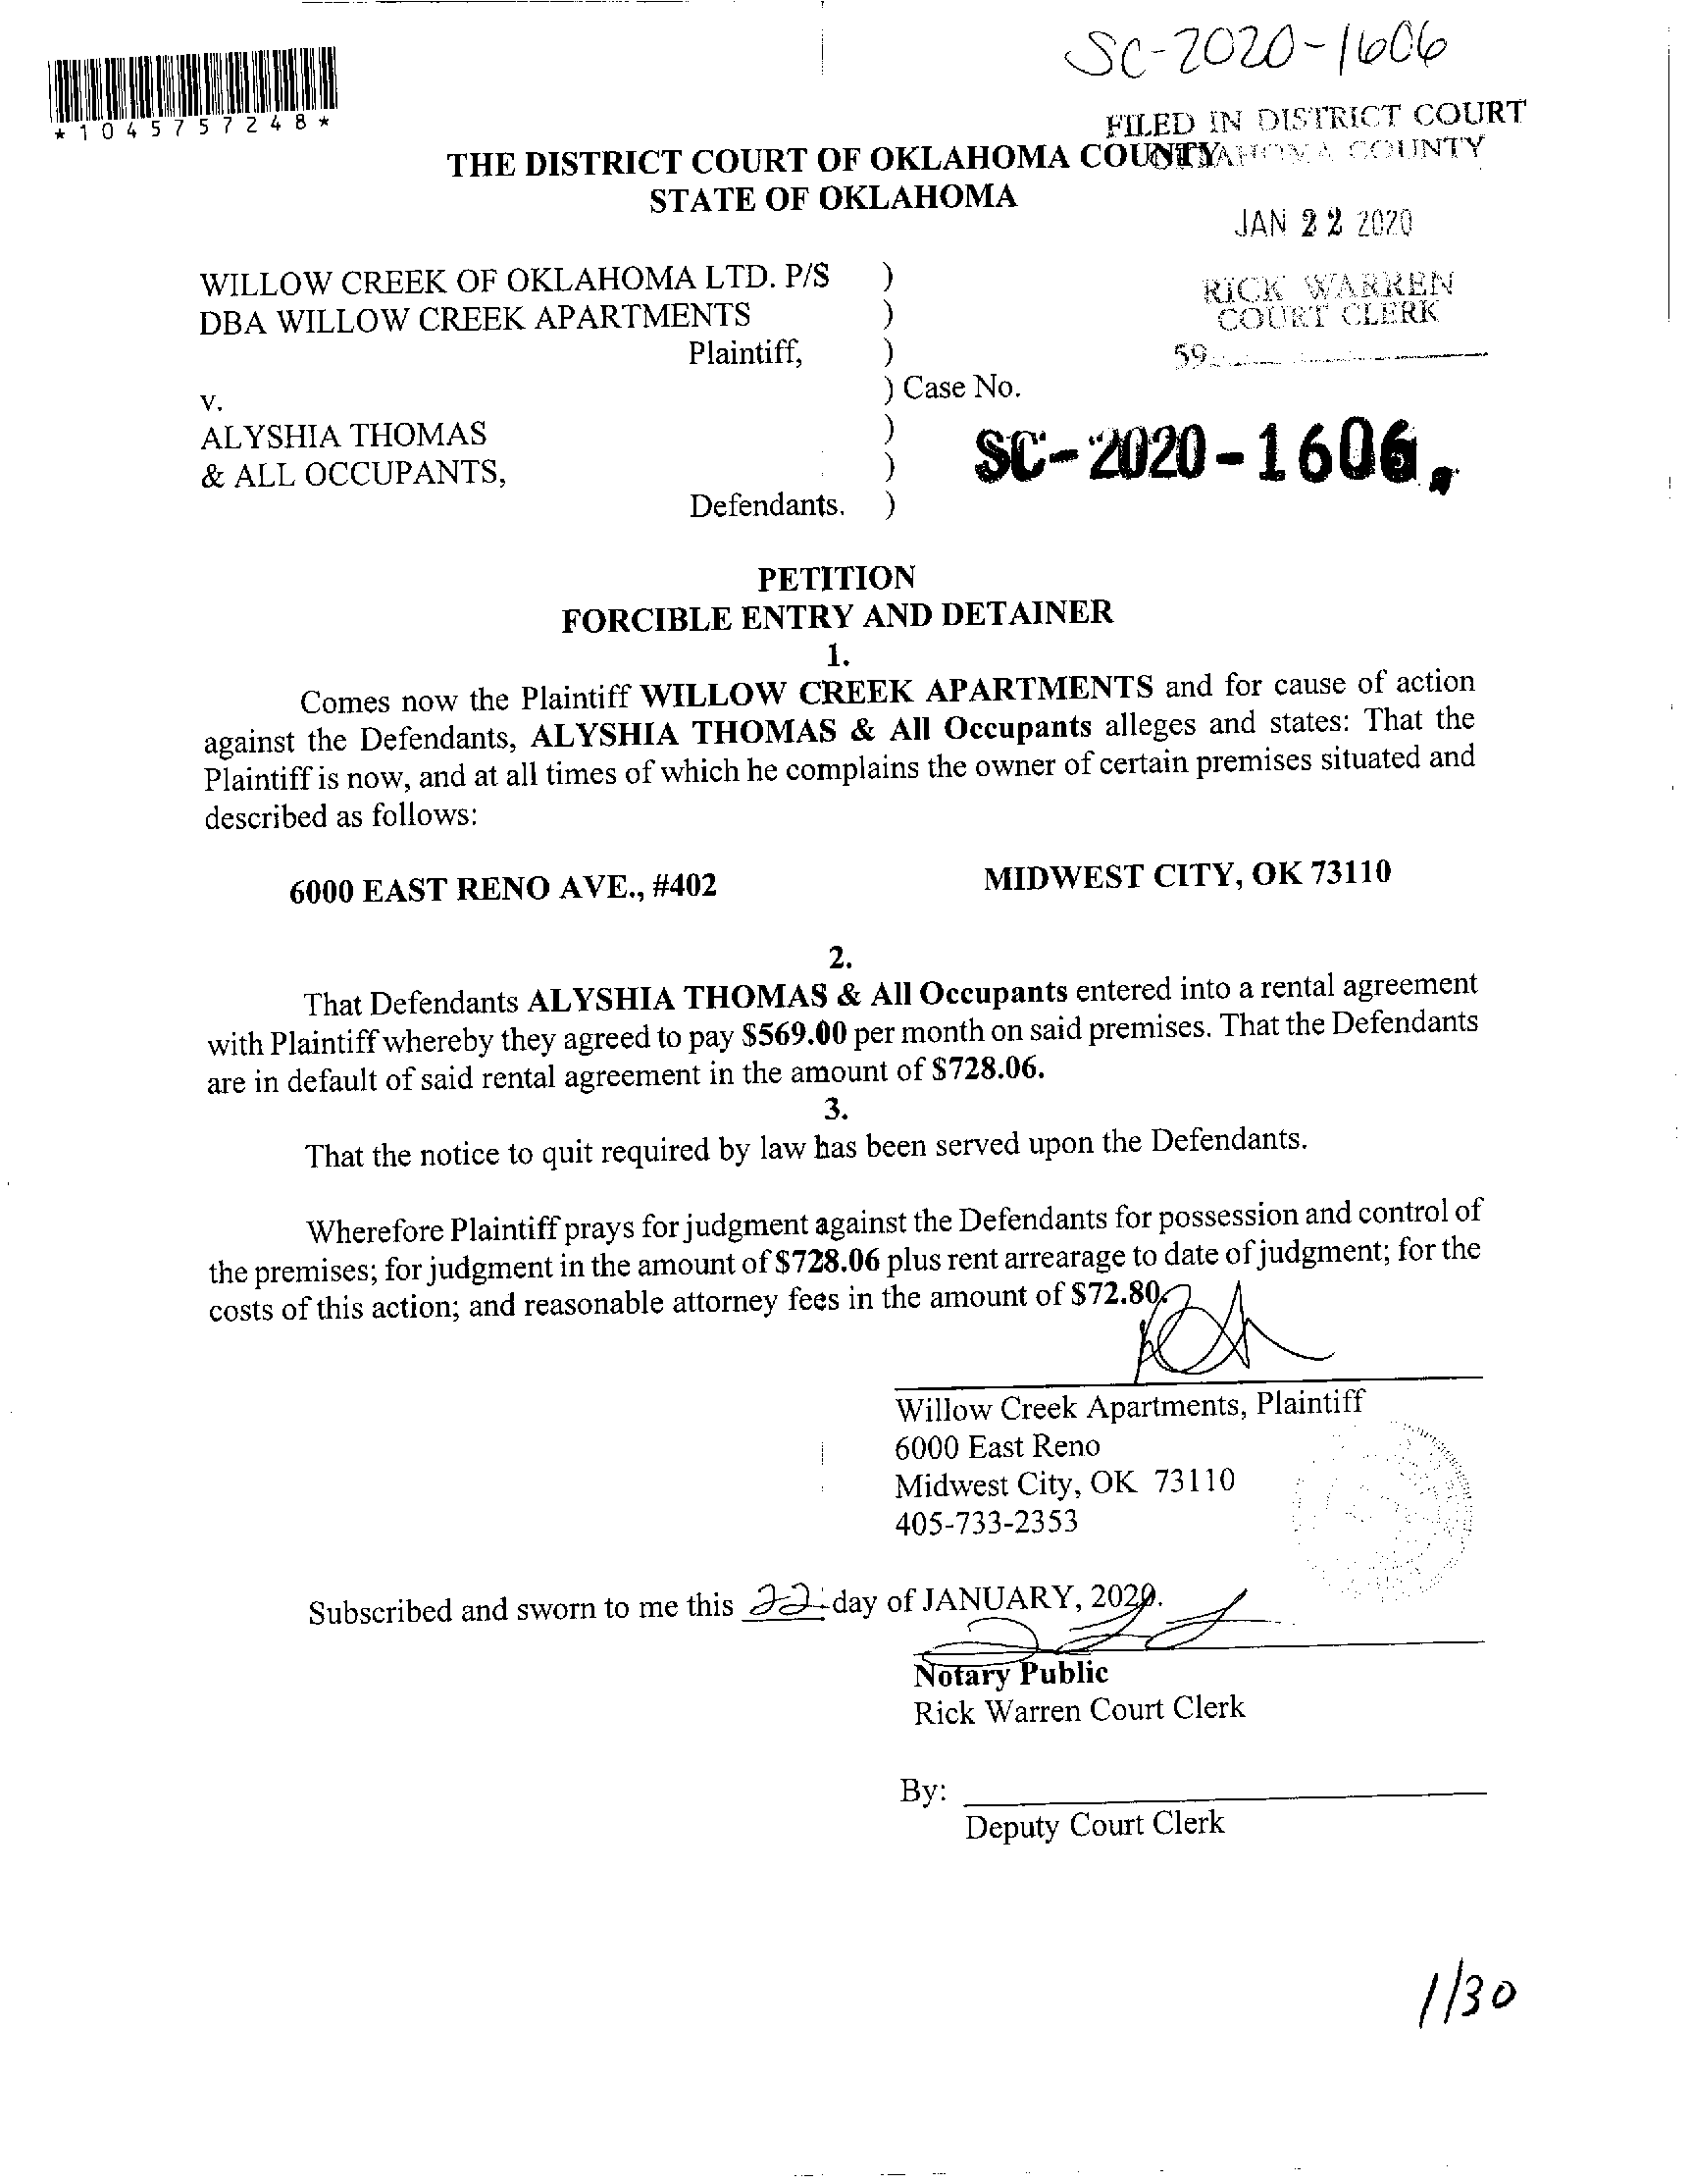 SC-2020-1606
*1045757248*
FILED IN DISTRICT COURT
OKLAHOMA COUNTY
THE DISTRICT COURT OF OKLAHOMA COUNTY
STATE OF OKLAHOMA
JAN 22 2020
WILLOW CREEK OF OKLAHOMA LTD. P/S )
RICK WARREN
DBA WILLOW CREEK APARTMENTS )
COURT CLERK
Plaintiff, )
59
v. ) Case No.
ALYSHIA THOMAS )
SC-2020-1606
& ALL OCCUPANTS, )
Defendants. )
PETITION
FORCIBLE ENTRY AND DETAINER
1.
Comes now the Plaintiff WILLOW CREEK APARTMENTS and for cause of action
against the Defendants, ALYSHIA THOMAS & All Occupants alleges and states: That the
Plaintiff is now, and at all times of which he complains the owner of certain premises situated and
described as follows:
6000 EAST RENO AVE., #402 MIDWEST CITY, OK 73110
2.
That Defendants ALYSHIA THOMAS & All Occupants entered into a rental agreement
with Plaintiff whereby they agreed to pay $569.00 per month on said premises. That the Defendants
are in default of said rental agreement in the amount of $728.06.
3.
That the notice to quit required by law has been served upon the Defendants.
Wherefore Plaintiff prays for judgment against the Defendants for possession and control of
the premises; for judgment in the amount of $728.06 plus rent arrearage to date of judgment; for the
costs of this action; and reasonable attorney fees in the amount of $72.80.
Willow Creek Apartments, Plaintiff
6000 East Reno
Midwest City, OK 73110
405-733-2353
Subscribed and sworn to me this 22 day of JANUARY, 2020.
Notary Public
Rick Warren Court Clerk
By:
Deputy Court Clerk
1/30